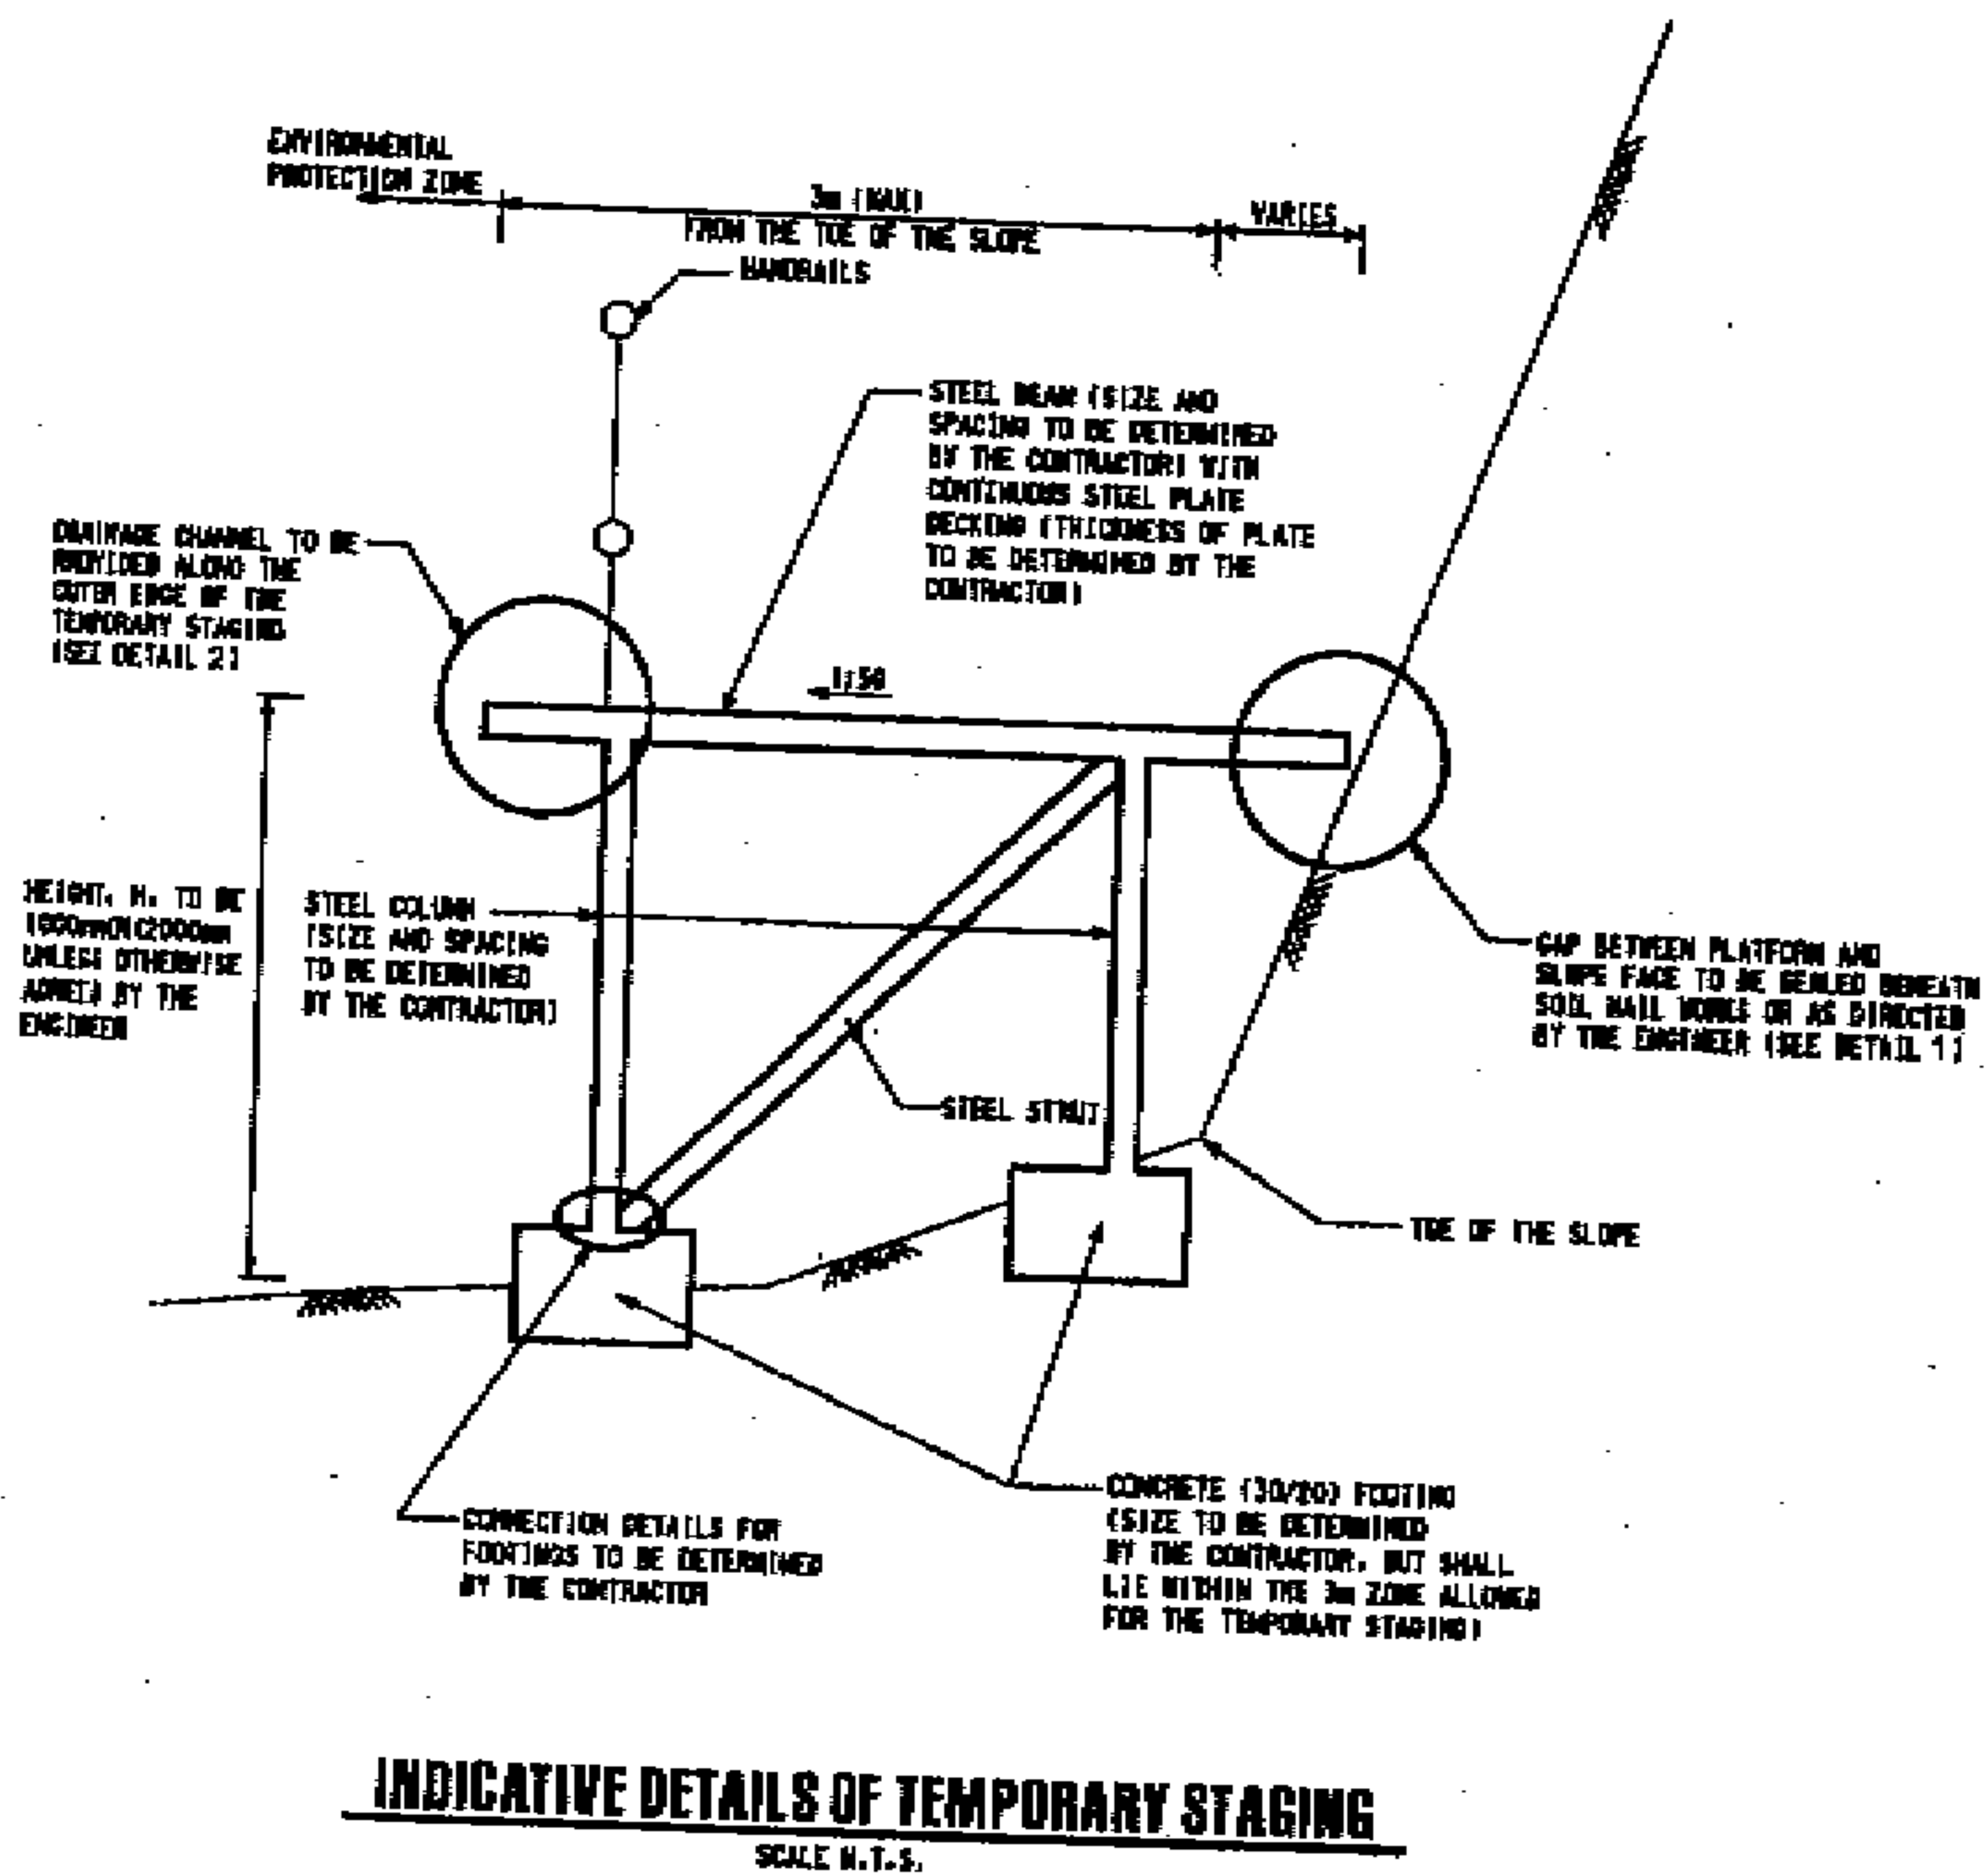 ENVIRONMENTAL
PROTECTION ZONE
3m (MAX)
FROM THE TOE OF THE SLOPE
VARIES
HANDRAILS
STEEL BEAM (SIZE AND
SPACING TO BE DETERMINED
BY THE CONTRACTOR) WITH
CONTINUOUS STEEL PLATE
DECKING (THICKNESS OF PLATE
TO BE DETERMINED BY THE
CONTRACTOR)
DRAINAGE CHANNEL TO BE
PROVIDED ALONG THE
OUTER EDGE OF THE
TEMPORARY STAGING
(SEE DETAIL 2)
1:50
HEIGHT, H, TO BE
UNLESS OTHERWISE
AGREED BY THE
ENGINEER
STEEL COLUMN
(SIZE AND SPACING
TO BE DETERMINED
BY THE CONTRACTOR)
GAP BETWEEN PLATFORM AND
SLOPE FACE TO BE SEALED BENEATH
SOIL NAIL WORKS OR AS DIRECTED
BY THE ENGINEER (SEE DETAIL 1)
STEEL STRUT
TOE OF THE SLOPE
CONNECTION DETAILS FOR
FOOTINGS TO BE DETERMINED
BY THE CONTRACTOR
CONCRETE (30/20) FOOTING
(SIZE TO BE DETERMINED
BY THE CONTRACTOR, BUT SHALL
LIE WITHIN THE 3m ZONE ALLOWED
FOR THE TEMPORARY STAGING)
INDICATIVE DETAILS OF TEMPORARY STAGING
SCALE N.T.S.